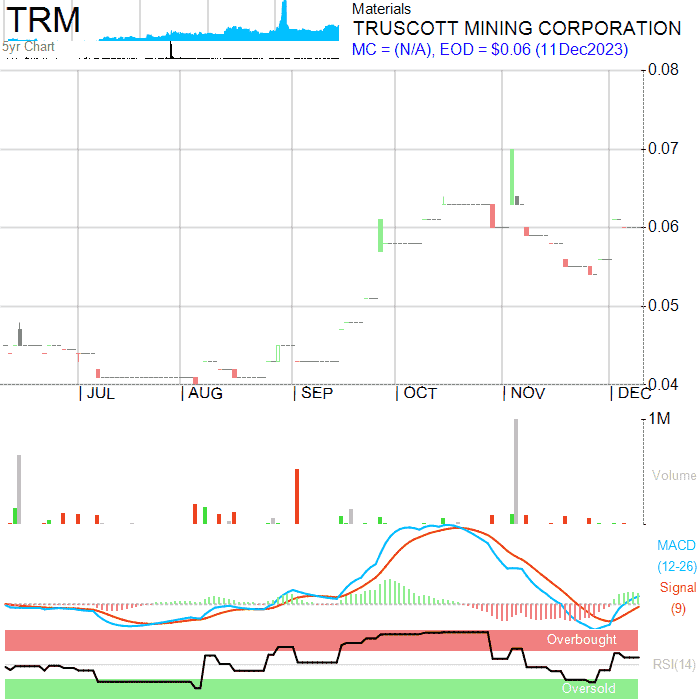 TRM
5yr Chart
Materials
TRUSCOTT MINING CORPORATION
MC = (N/A), EOD = $0.06 (11Dec2023)
0.08
0.07
0.06
0.05
0.04
JUL
AUG
SEP
OCT
NOV
DEC
1M
Volume
MACD
(12-26)
Signal
(9)
Overbought
RSI(14)
Oversold